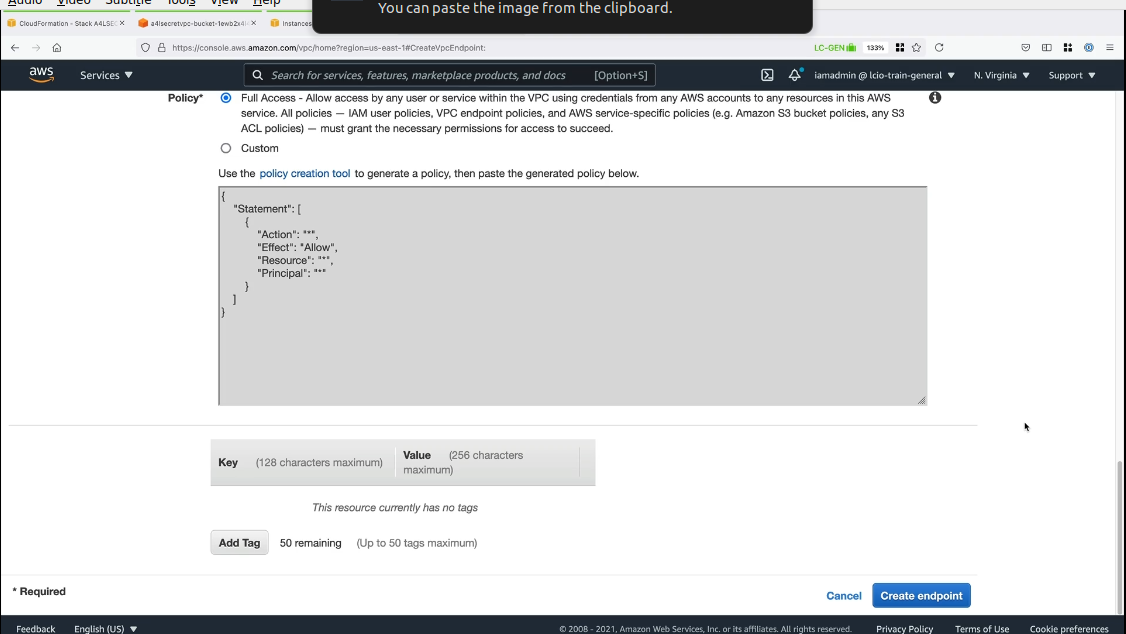 Audio Video Subtitle Tools View Help
You can paste the image from the clipboard.
CloudFormation - Stack A4LSEC
a4lsecretvpc-bucket-1ewb2x4
Instances
https://console.aws.amazon.com/vpc/home?region=us-east-1#CreateVpcEndpoint:
LC-GEN
133%
aws
Services
Search for services, features, marketplace products, and docs
[Option+S]
iamadmin @ lcio-train-general
N. Virginia
Support
Policy*
Full Access - Allow access by any user or service within the VPC using credentials from any AWS accounts to any resources in this AWS
service. All policies — IAM user policies, VPC endpoint policies, and AWS service-specific policies (e.g. Amazon S3 bucket policies, any S3
ACL policies) — must grant the necessary permissions for access to succeed.
Custom
Use the policy creation tool to generate a policy, then paste the generated policy below.
{
"Statement": [
{
"Action": "*",
"Effect": "Allow",
"Resource": "*",
"Principal": "*"
}
]
}
Key (128 characters maximum)
Value (256 characters
maximum)
This resource currently has no tags
Add Tag
50 remaining
(Up to 50 tags maximum)
* Required
Cancel
Create endpoint
Feedback
English (US)
© 2008 - 2021, Amazon Web Services, Inc. or its affiliates. All rights reserved.
Privacy Policy
Terms of Use
Cookie preferences